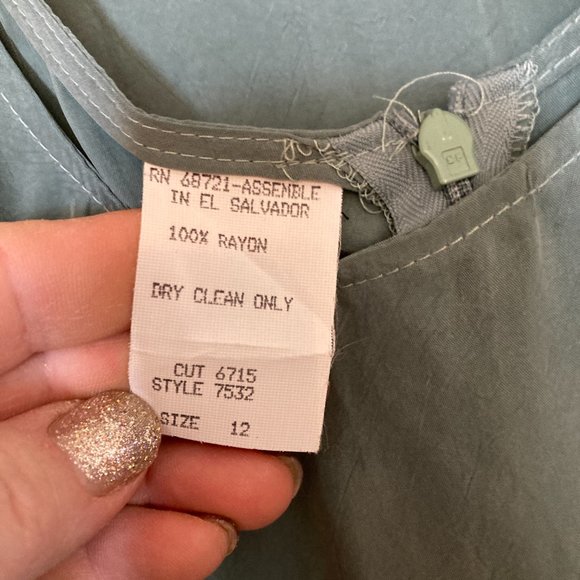 RN 68721-ASSEMBLE
IN EL SALVADOR
100% RAYON
DRY CLEAN ONLY
CUT 6715
STYLE 7532
SIZE 12